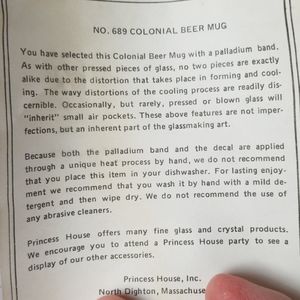 NO. 689 COLONIAL BEER MUG
You have selected this Colonial Beer Mug with a palladium band.
As with other pressed pieces of glass, no two pieces are exactly
alike due to the distortion that takes place in forming and cool-
ing. The wavy distortions of the cooling process are readily dis-
cernible. Occasionally, but rarely, pressed or blown glass will
"inherit" small air pockets. These above features are not imper-
fections, but an inherent part of the glassmaking art.
Because both the palladium band and the decal are applied
through a unique heat process by hand, we do not recommend
that you place this item in your dishwasher. For lasting enjoy-
ment we recommend that you wash it by hand with a mild de-
tergent and then wipe dry. We do not recommend the use of
any abrasive cleaners.
Princess House offers many fine glass and crystal products.
We encourage you to attend a Princess House party to see a
display of our other accessories.
Princess House, Inc.
North Dighton, Massachuse